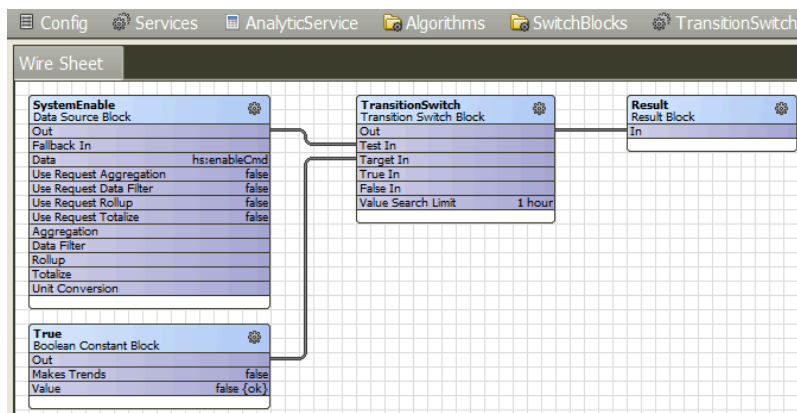 Config Services AnalyticService Algorithms SwitchBlocks TransitionSwitch
Wire Sheet
SystemEnable
Data Source Block
Out
Fallback In
Data hs:enableCmd
Use Request Aggregation false
Use Request Data Filter false
Use Request Rollup false
Use Request Totalize false
Aggregation
Data Filter
Rollup
Totalize
Unit Conversion
TransitionSwitch
Transition Switch Block
Out
Test In
Target In
True In
False In
Value Search Limit 1 hour
Result
Result Block
In
True
Boolean Constant Block
Out
Makes Trends false
Value false {ok}